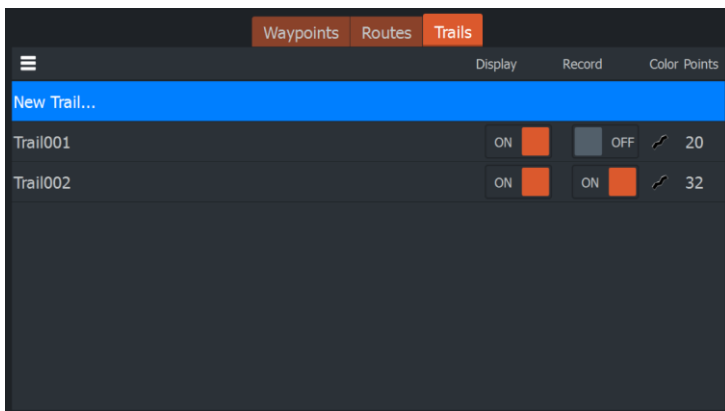 Waypoints Routes Trails
Display Record Color Points
New Trail...
Trail001 ON OFF 20
Trail002 ON ON 32